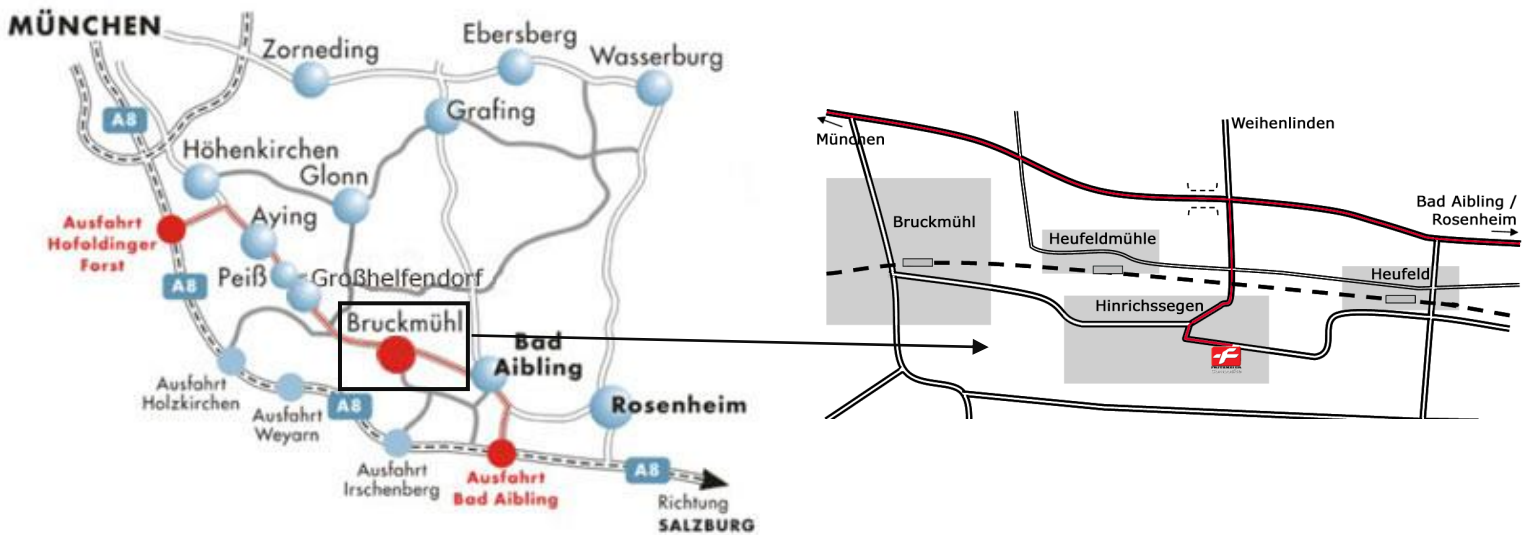 MÜNCHEN
Zorneding
Ebersberg
Wasserburg
A8
Grafing
Höhenkirchen
Glonn
Ausfahrt
Hofoldinger
Forst
Aying
A8
Peiß
Großhelfendorf
Bruckmühl
Bad
Aibling
Ausfahrt
Holzkirchen
Ausfahrt
Weyarn
A8
Rosenheim
Ausfahrt
Irschenberg
Ausfahrt
Bad Aibling
A8
Richtung
SALZBURG
München
Weihenlinden
Bad Aibling /
Rosenheim
Bruckmühl
Heufeldmühle
Heufeld
Hinrichssegen